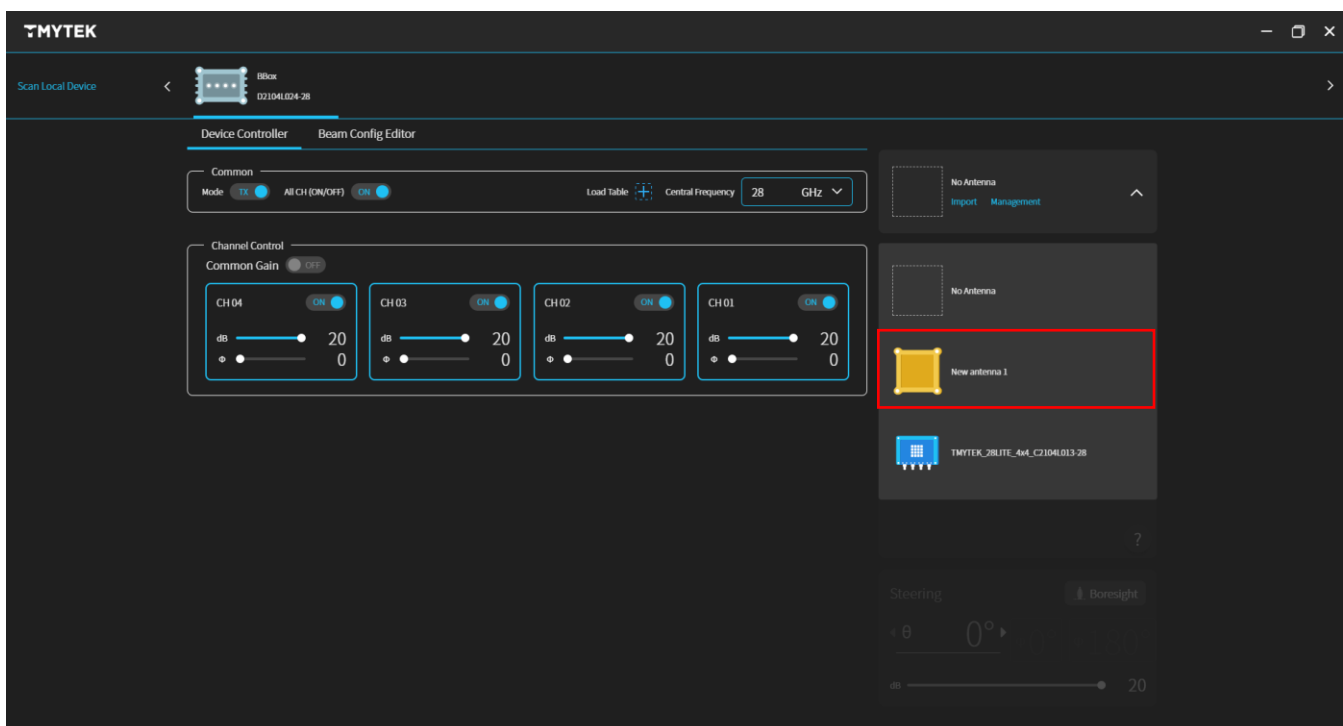 TMYTEK
Scan Local Device
BBox
D2104L024-28
Device Controller Beam Config Editor
Common
Mode TX All CH (ON/OFF) ON Load Table Central Frequency 28 GHz
Channel Control
Common Gain OFF
CH 04 ON
dB 20
Φ 0
CH 03 ON
dB 20
Φ 0
CH 02 ON
dB 20
Φ 0
CH 01 ON
dB 20
Φ 0
No Antenna
Import Management
No Antenna
New antenna 1
TMYTEK_28LITE_4x4_C2104L013-28
?
Steering Boresight
θ 0°
dB 20